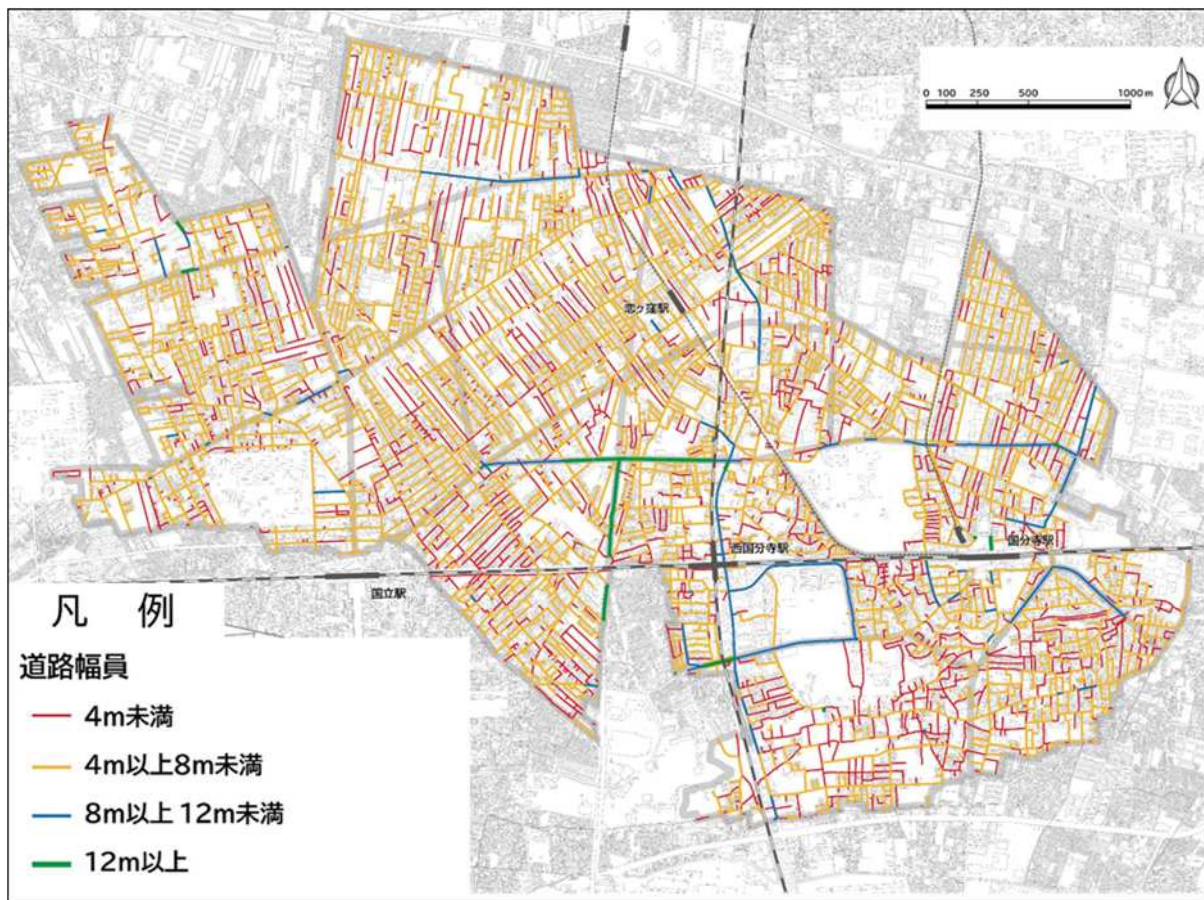 0 100 250 500 1000m
恋ヶ窪駅
西国分寺駅
国分寺駅
国立駅
凡 例
道路幅員
4m未満
4m以上8m未満
8m以上 12m未満
12m以上